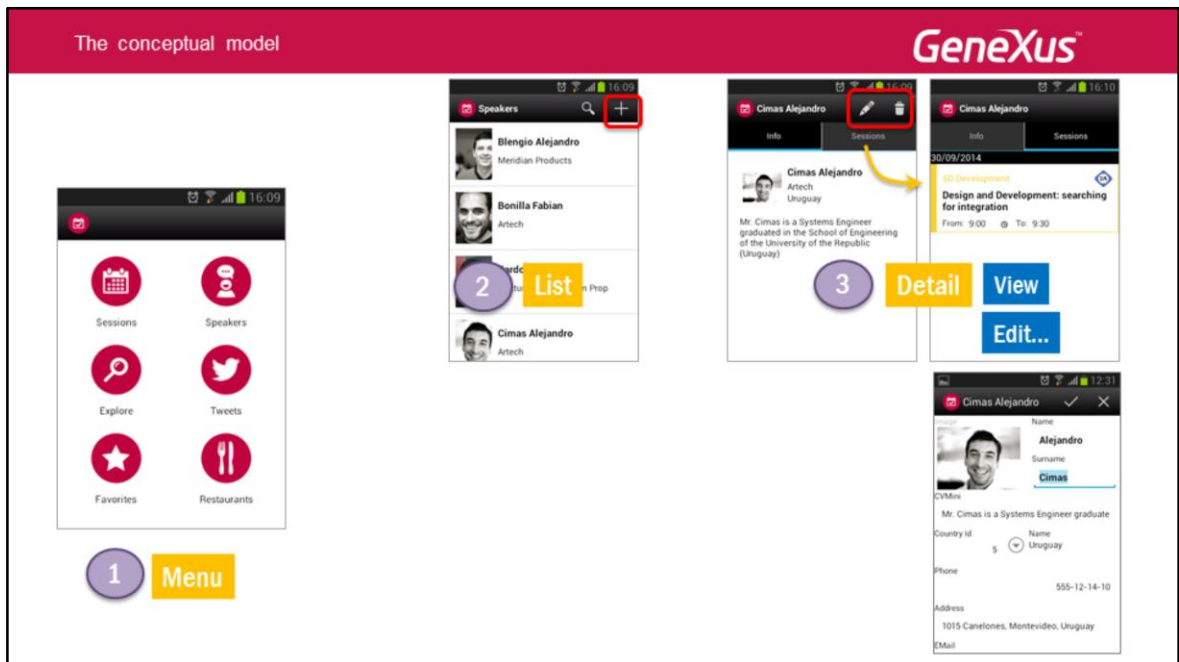 The conceptual model
GeneXus™
16:09
Sessions
Speakers
Explore
Tweets
Favorites
Restaurants
1
Menu
16:09
Speakers
Blengio Alejandro
Meridian Products
Bonilla Fabian
Artech
n Prop
Cimas Alejandro
Artech
2
List
16:09
Cimas Alejandro
Info
Sessions
Cimas Alejandro
Artech
Uruguay
Mr. Cimas is a Systems Engineer
graduated in the School of Engineering
of the University of the Republic
(Uruguay)
3
Detail
View
Edit...
16:10
Cimas Alejandro
Info
Sessions
30/09/2014
SD Development
2A
Design and Development: searching
for integration
From: 9:00 To: 9:30
12:31
Cimas Alejandro
Image
Name
Alejandro
Surname
Cimas
CVMini
Mr. Cimas is a Systems Engineer graduate
Country Id
Name
5
Uruguay
Phone
555-12-14-10
Address
1015 Canelones, Montevideo, Uruguay
EMail